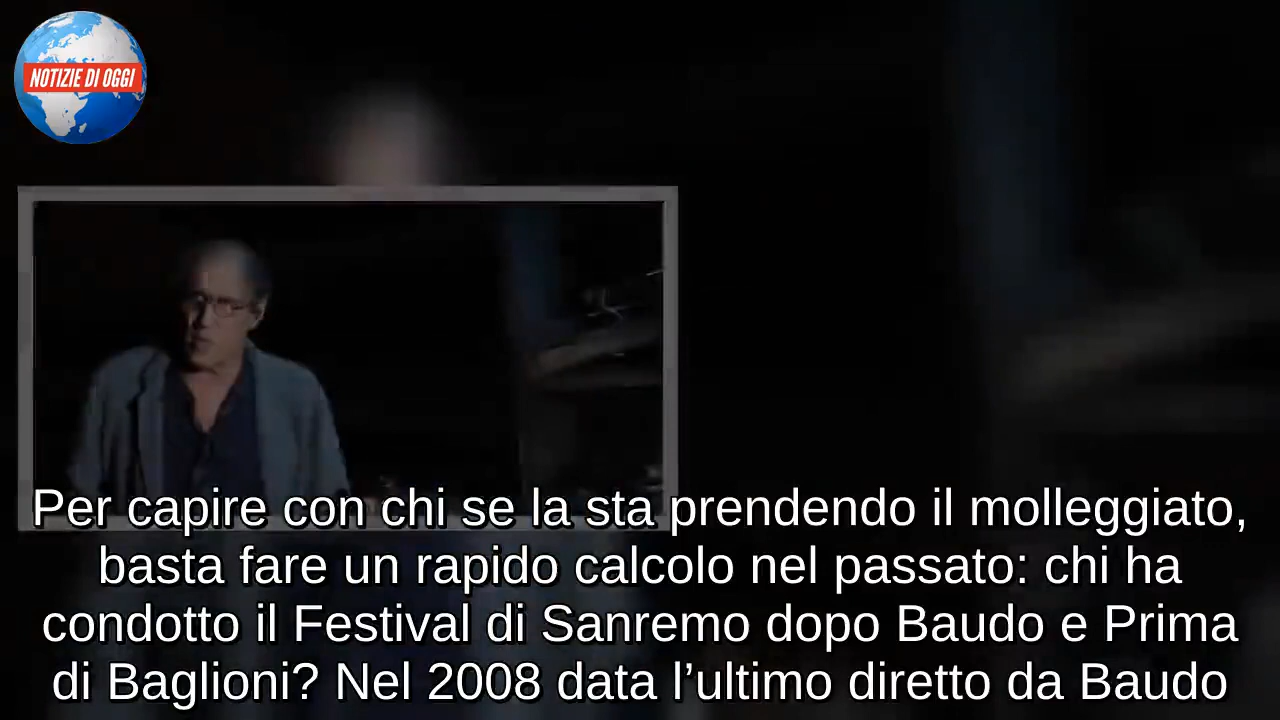 NOTIZIE DI OGGI
Per capire con chi se la sta prendendo il molleggiato,
basta fare un rapido calcolo nel passato: chi ha
condotto il Festival di Sanremo dopo Baudo e Prima
di Baglioni? Nel 2008 data l’ultimo diretto da Baudo